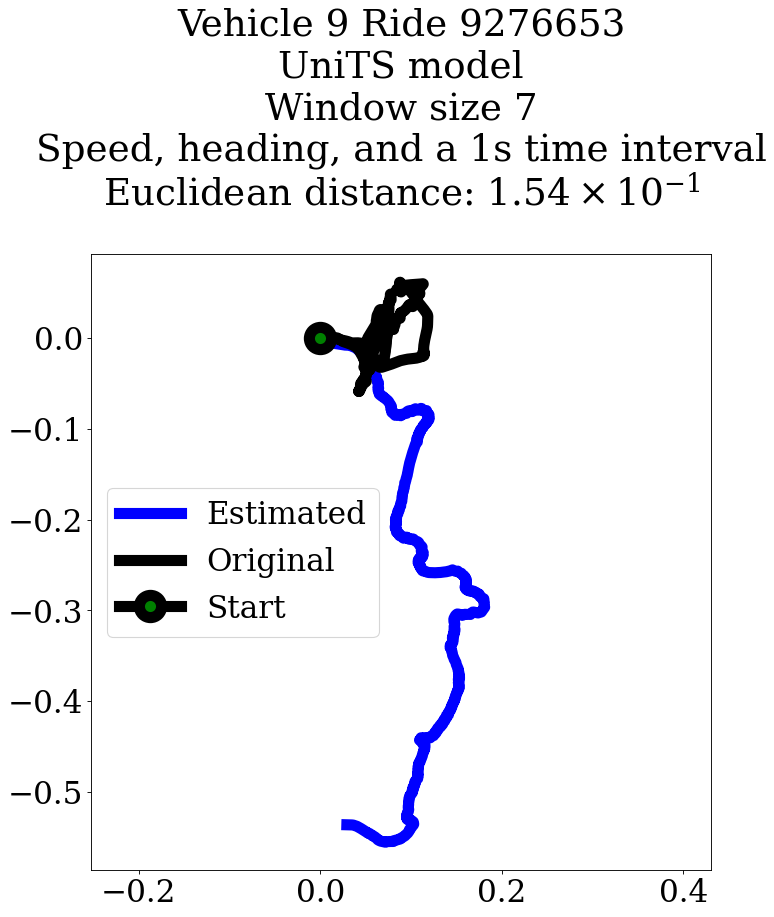 Vehicle 9 Ride 9276653
UniTS model
Window size 7
Speed, heading, and a 1s time interval
Euclidean distance: 1.54 × 10⁻¹
0.0
−0.1
−0.2
−0.3
−0.4
−0.5
Estimated
Original
Start
−0.2
0.0
0.2
0.4